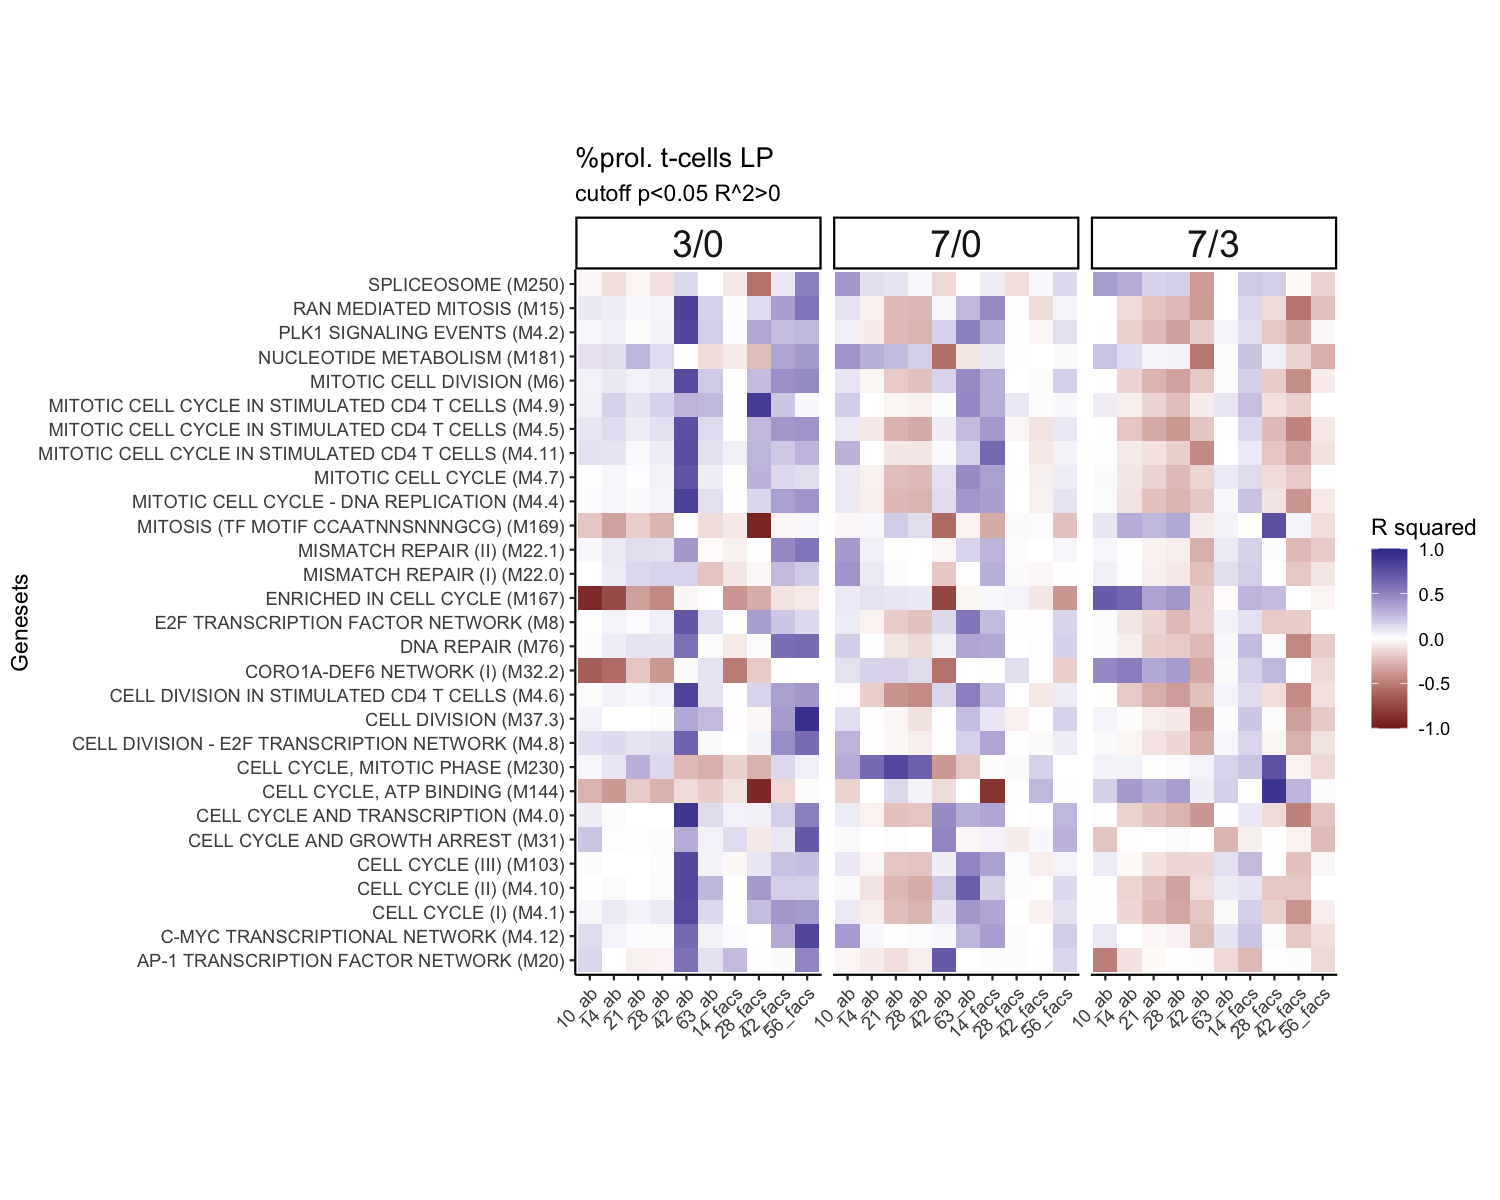 %prol. t-cells LP
cutoff p<0.05 R^2>0
3/0
7/0
7/3
SPLICEOSOME (M250)
RAN MEDIATED MITOSIS (M15)
PLK1 SIGNALING EVENTS (M4.2)
NUCLEOTIDE METABOLISM (M181)
MITOTIC CELL DIVISION (M6)
MITOTIC CELL CYCLE IN STIMULATED CD4 T CELLS (M4.9)
MITOTIC CELL CYCLE IN STIMULATED CD4 T CELLS (M4.5)
MITOTIC CELL CYCLE IN STIMULATED CD4 T CELLS (M4.11)
MITOTIC CELL CYCLE (M4.7)
MITOTIC CELL CYCLE - DNA REPLICATION (M4.4)
MITOSIS (TF MOTIF CCAATNNSNNNGCG) (M169)
MISMATCH REPAIR (II) (M22.1)
MISMATCH REPAIR (I) (M22.0)
ENRICHED IN CELL CYCLE (M167)
E2F TRANSCRIPTION FACTOR NETWORK (M8)
DNA REPAIR (M76)
CORO1A-DEF6 NETWORK (I) (M32.2)
CELL DIVISION IN STIMULATED CD4 T CELLS (M4.6)
CELL DIVISION (M37.3)
CELL DIVISION - E2F TRANSCRIPTION NETWORK (M4.8)
CELL CYCLE, MITOTIC PHASE (M230)
CELL CYCLE, ATP BINDING (M144)
CELL CYCLE AND TRANSCRIPTION (M4.0)
CELL CYCLE AND GROWTH ARREST (M31)
CELL CYCLE (III) (M103)
CELL CYCLE (II) (M4.10)
CELL CYCLE (I) (M4.1)
C-MYC TRANSCRIPTIONAL NETWORK (M4.12)
AP-1 TRANSCRIPTION FACTOR NETWORK (M20)
Genesets
10_ab
14_ab
21_ab
28_ab
42_ab
63_ab
14_facs
28_facs
42_facs
56_facs
10_ab
14_ab
21_ab
28_ab
42_ab
63_ab
14_facs
28_facs
42_facs
56_facs
10_ab
14_ab
21_ab
28_ab
42_ab
63_ab
14_facs
28_facs
42_facs
56_facs
R squared
1.0
0.5
0.0
-0.5
-1.0